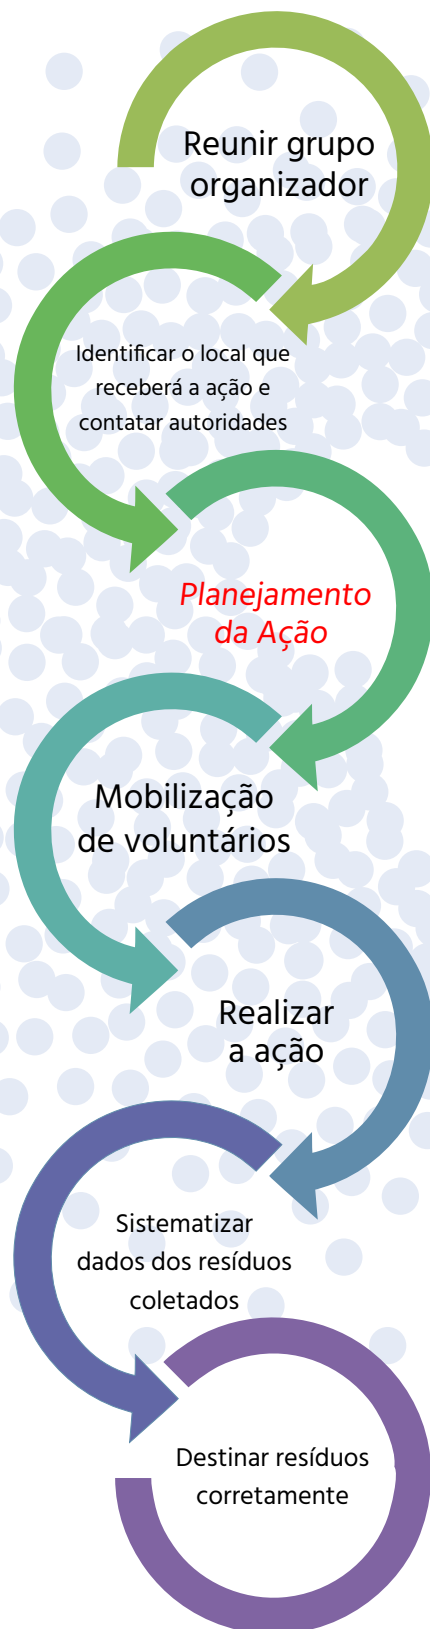 Reunir grupo
organizador
Identificar o local que
receberá a ação e
contatar autoridades
Planejamento
da Ação
Mobilização
de voluntários
Realizar
a ação
Sistematizar
dados dos resíduos
coletados
Destinar resíduos
corretamente